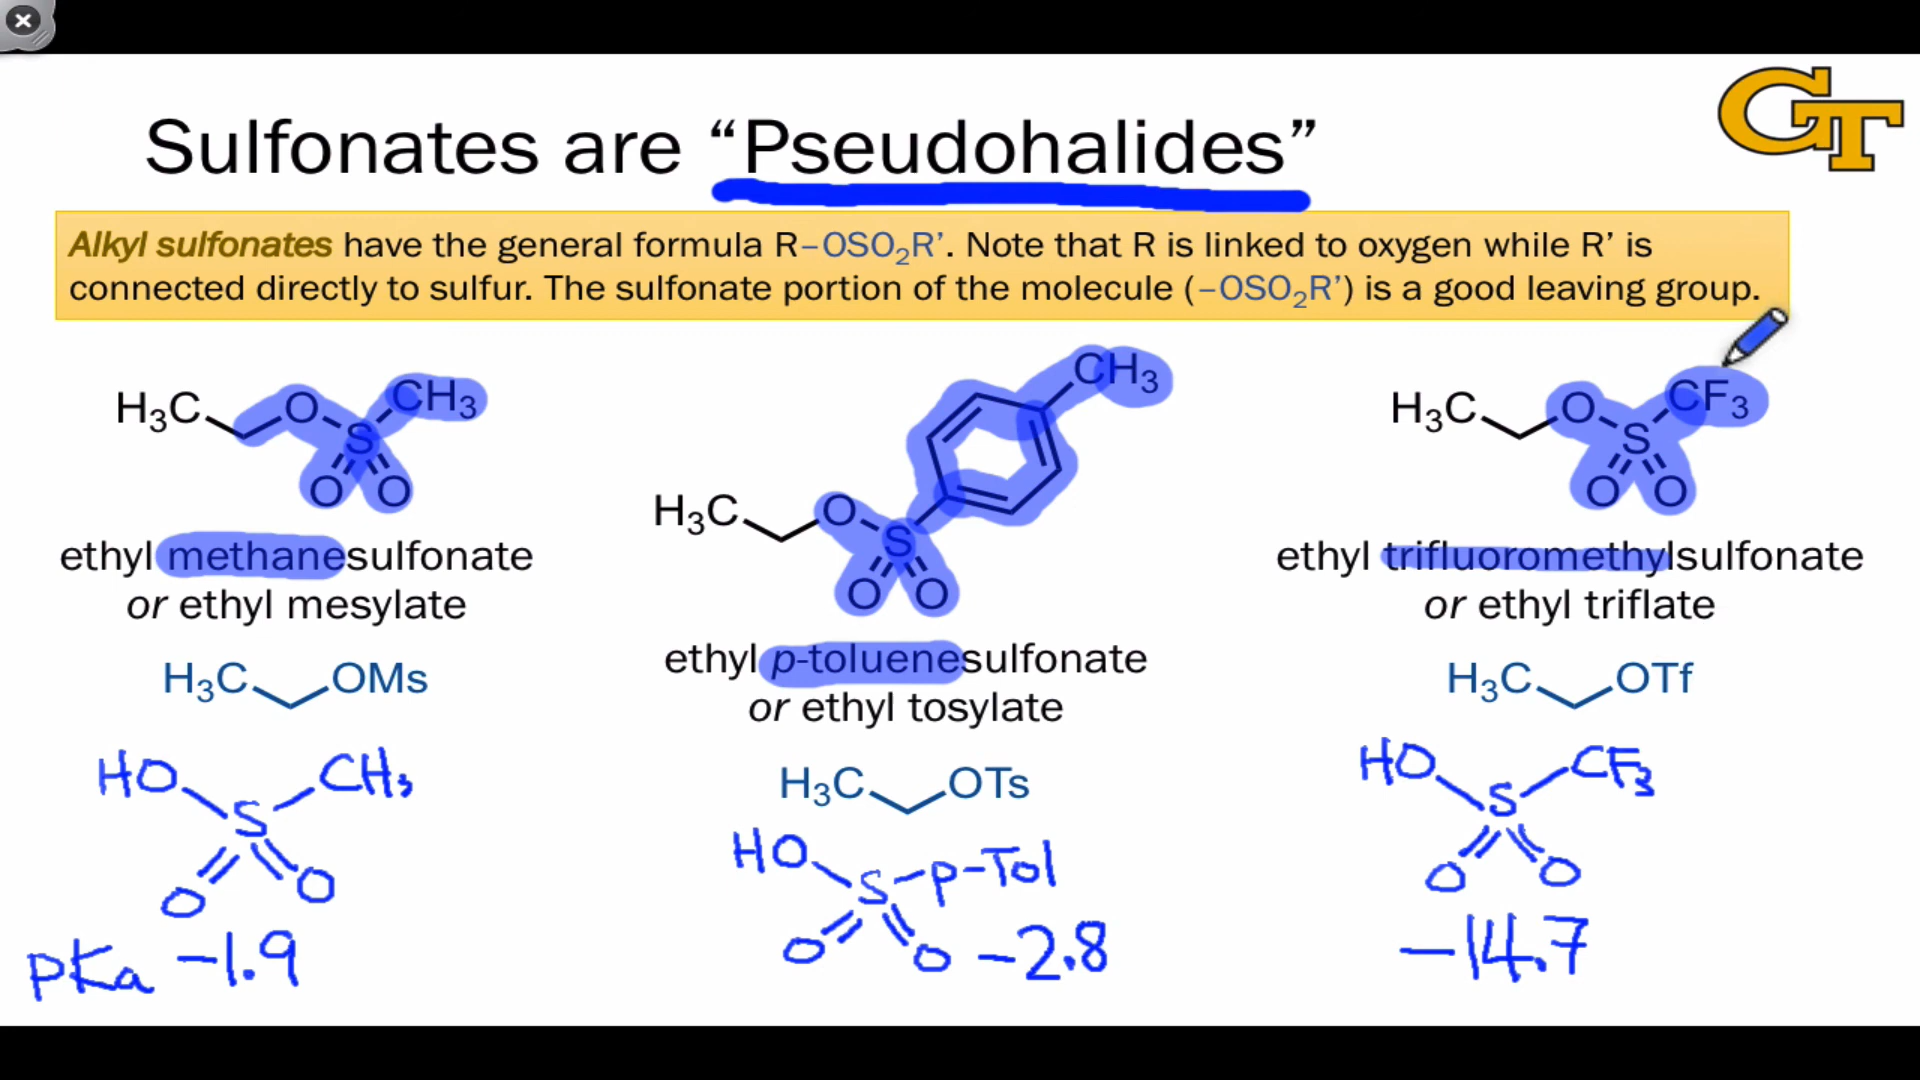 GT
Sulfonates are “Pseudohalides”
Alkyl sulfonates have the general formula R–OSO₂R’. Note that R is linked to oxygen while R’ is
connected directly to sulfur. The sulfonate portion of the molecule (–OSO₂R’) is a good leaving group.
H₃C O S CH₃
O O
ethyl methanesulfonate
or ethyl mesylate
H₃C OMs
HO S CH₃
O O
pKa -1.9
CH₃
H₃C O S
O O
ethyl p-toluenesulfonate
or ethyl tosylate
H₃C OTs
HO S p-Tol
O O
-2.8
H₃C O S CF₃
O O
ethyl trifluoromethylsulfonate
or ethyl triflate
H₃C OTf
HO S CF₃
O O
-14.7